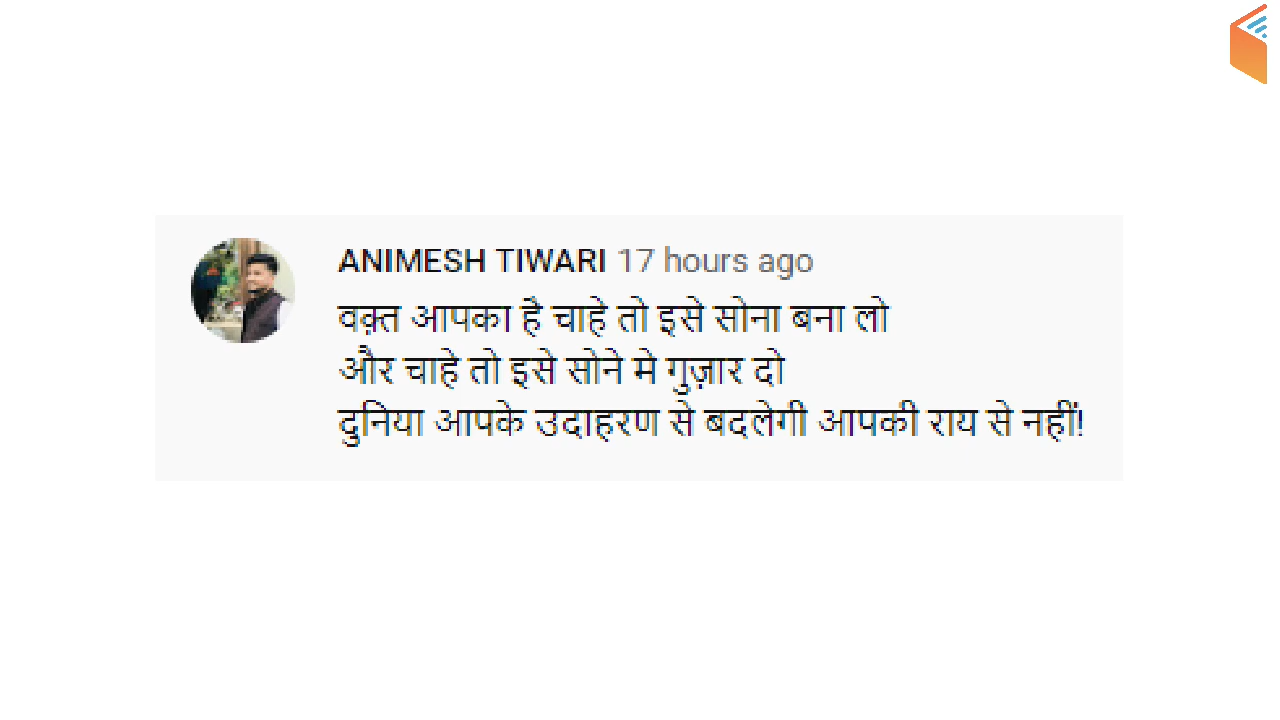 ANIMESH TIWARI 17 hours ago
वक़्त आपका है चाहे तो इसे सोना बना लो
और चाहे तो इसे सोने मे गुज़ार दो
दुनिया आपके उदाहरण से बदलेगी आपकी राय से नहीं!